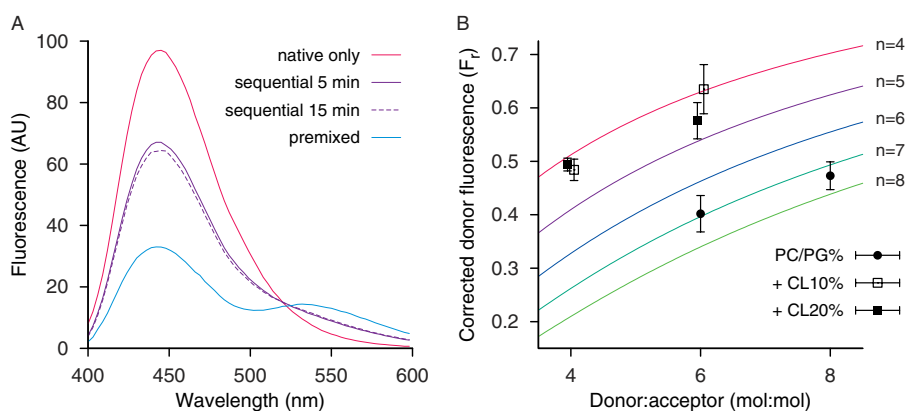 A
Fluorescence (AU)
100
80
60
40
20
0
400
450
500
550
600
Wavelength (nm)
native only
sequential 5 min
sequential 15 min
premixed
B
Corrected donor fluorescence (Fr)
0.7
0.6
0.5
0.4
0.3
0.2
4
6
8
Donor:acceptor (mol:mol)
n=4
n=5
n=6
n=7
n=8
PC/PG%
+ CL10%
+ CL20%